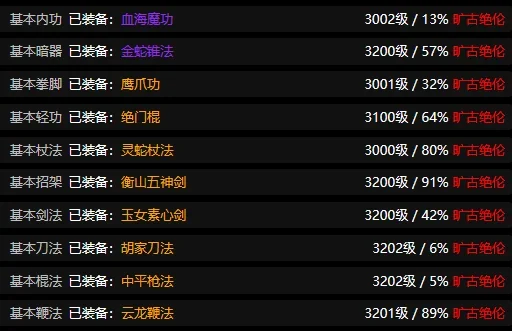 基本内功 已装备：血海魔功 3002级 / 13% 旷古绝伦
基本暗器 已装备：金蛇锥法 3200级 / 57% 旷古绝伦
基本拳脚 已装备：鹰爪功 3001级 / 32% 旷古绝伦
基本轻功 已装备：绝门棍 3100级 / 64% 旷古绝伦
基本杖法 已装备：灵蛇杖法 3000级 / 80% 旷古绝伦
基本招架 已装备：衡山五神剑 3200级 / 91% 旷古绝伦
基本剑法 已装备：玉女素心剑 3200级 / 42% 旷古绝伦
基本刀法 已装备：胡家刀法 3202级 / 6% 旷古绝伦
基本棍法 已装备：中平枪法 3202级 / 5% 旷古绝伦
基本鞭法 已装备：云龙鞭法 3201级 / 89% 旷古绝伦